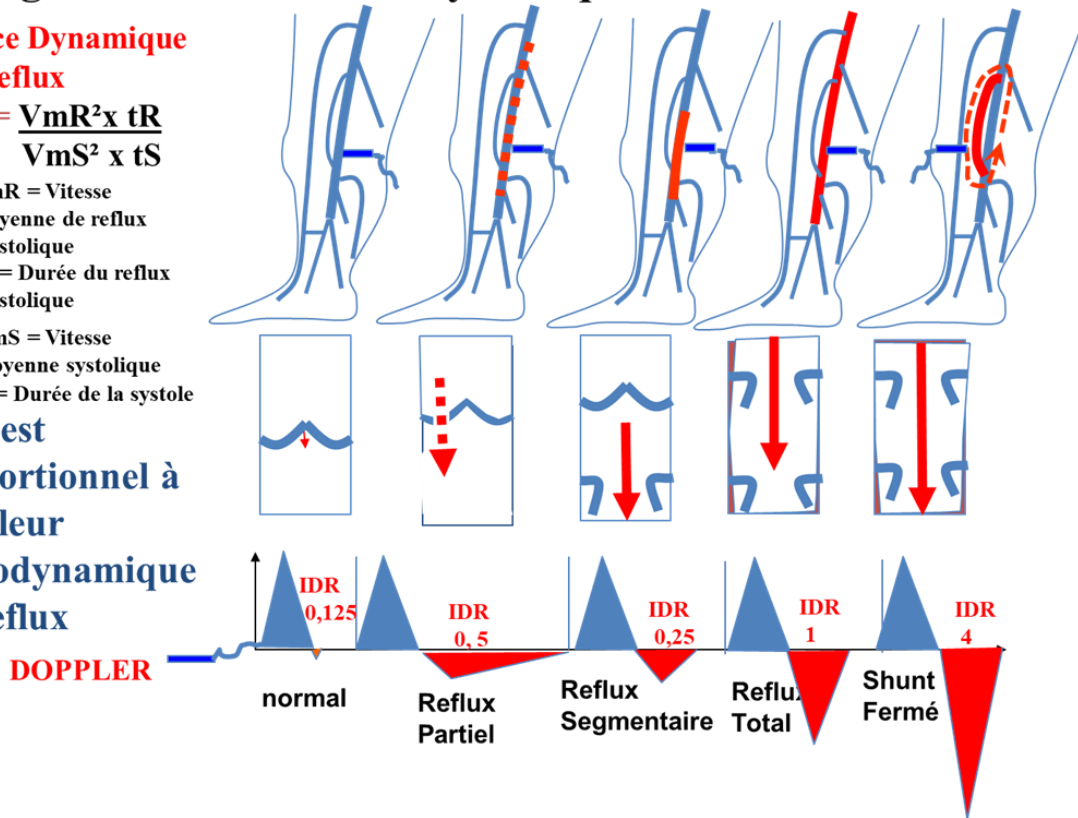 ce Dynamique
eflux
= VmR²x tR
VmS² x tS
nR = Vitesse
yenne de reflux
stolique
= Durée du reflux
stolique
nS = Vitesse
oyenne systolique
= Durée de la systole
est
ortionnel à
leur
odynamique
eflux
DOPPLER
IDR
0,125
IDR
0, 5
IDR
0,25
IDR
1
IDR
4
normal
Reflux
Partiel
Reflux
Segmentaire
Reflux
Total
Shunt
Fermé